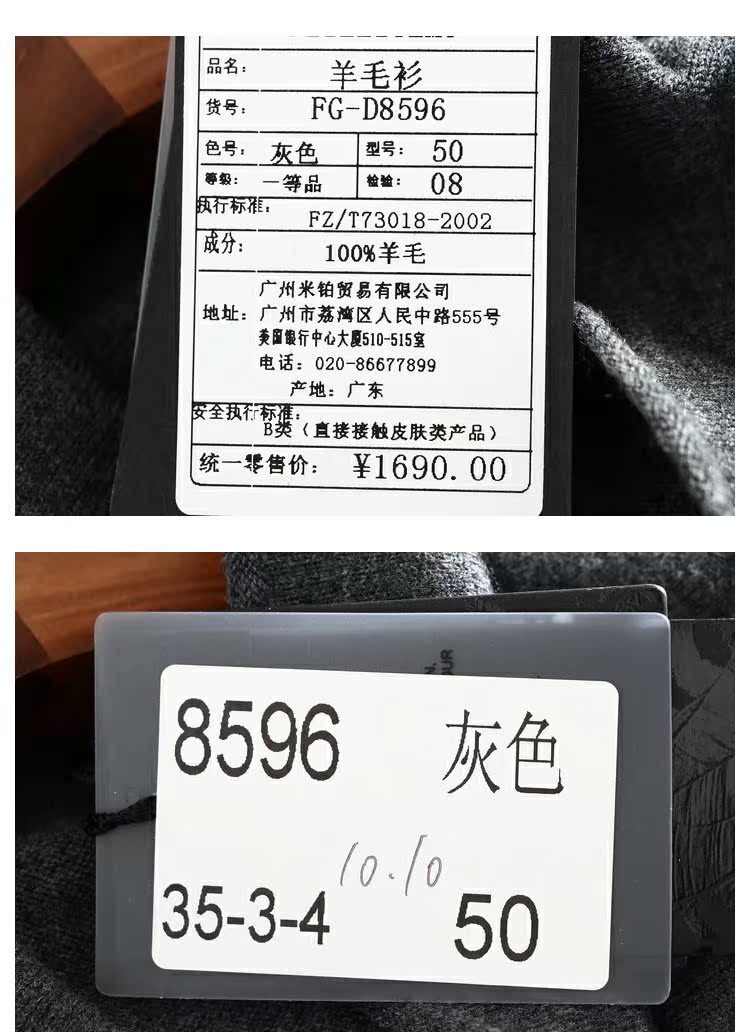 品名： 羊毛衫
货号： FG-D8596
色号： 灰色 型号： 50
等级： 一等品 检验： 08
执行标准： FZ/T73018-2002
成分： 100%羊毛
广州米铂贸易有限公司
地址： 广州市荔湾区人民中路555号
美国银行中心大厦510-515室
电话：020-86677899
产地：广东
安全执行标准：
B类（直接接触皮肤类产品）
统一零售价： ¥1690.00
N.
OUR
8596 灰色
10.10
35-3-4 50